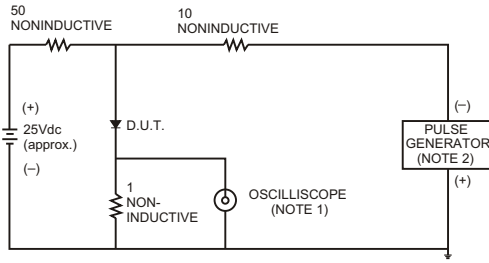 50
NONINDUCTIVE
10
NONINDUCTIVE
(+)
25Vdc
(approx.)
(–)
D.U.T.
1
NON-
INDUCTIVE
OSCILLISCOPE
(NOTE 1)
(–)
PULSE
GENERATOR
(NOTE 2)
(+)